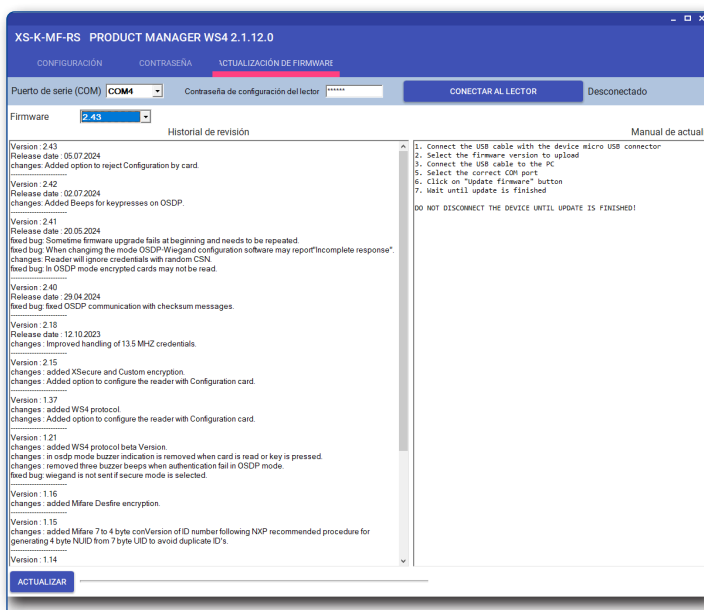 XS-K-MF-RS PRODUCT MANAGER WS4 2.1.12.0
CONFIGURACIÓN CONTRASEÑA ACTUALIZACIÓN DE FIRMWARE
Puerto de serie (COM) COM4 Contraseña de configuración del lector ****** CONECTAR AL LECTOR Desconectado
Firmware 2.43
Historial de revisión
Version : 2.43
Release date : 05.07.2024
changes: Added option to reject Configuration by card.
------------------------
Version : 2.42
Release date : 02.07.2024
changes: Added Beeps for keypresses on OSDP.
------------------------
Version : 2.41
Release date : 20.05.2024
fixed bug: Sometime firmware upgrade fails at beginning and needs to be repeated.
fixed bug: When changimg the mode OSDP-Wiegand configuration software may report"Incomplete response".
changes: Reader will ignore credentials with random CSN.
fixed bug: In OSDP mode encrypted cards may not be read.
------------------------
Version : 2.40
Release date : 29.04.2024
fixed bug: fixed OSDP communication with checksum messages.
------------------------
Version : 2.18
Release date : 12.10.2023
changes : Improved handling of 13.5 MHZ credentials.
------------------------
Version : 2.15
changes : added XSecure and Custom encryption.
changes : Added option to configure the reader with Configuration card.
------------------------
Version : 1.37
changes : added WS4 protocol.
changes : Added option to configure the reader with Configuration card.
------------------------
Version : 1.21
changes : added WS4 protocol beta Version.
changes : in osdp mode buzzer indication is removed when card is read or key is pressed.
changes : removed three buzzer beeps when authentication fail in OSDP mode.
fixed bug: wiegand is not sent if secure mode is selected.
------------------------
Version : 1.16
changes : added Mifare Desfire encryption.
------------------------
Version : 1.15
changes : added Mifare 7 to 4 byte conVersion of ID number following NXP recommended procedure for
generating 4 byte NUID from 7 byte UID to avoid duplicate ID's.
------------------------
Version : 1.14
Manual de actual
1. Connect the USB cable with the device micro USB connector
2. Select the firmware version to upload
3. Connect the USB cable to the PC
5. Select the correct COM port
6. Click on "Update firmware" button
7. Wait until update is finished
DO NOT DISCONNECT THE DEVICE UNTIL UPDATE IS FINISHED!
ACTUALIZAR